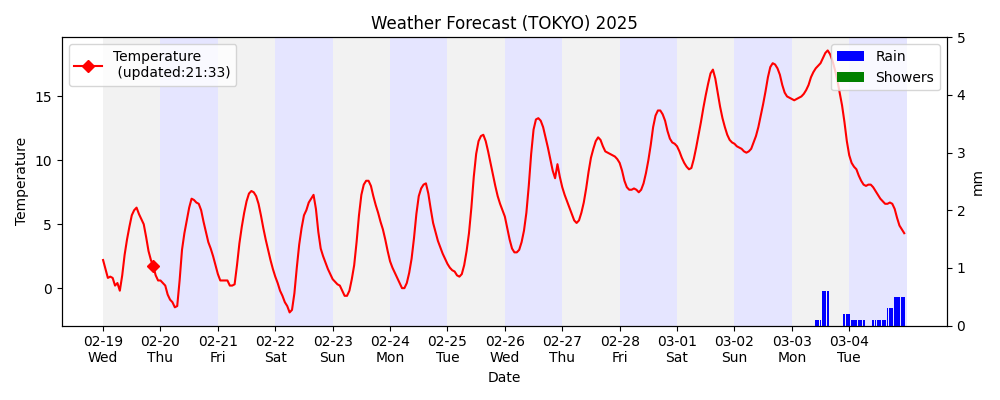 Weather Forecast (TOKYO) 2025
Temperature
(updated:21:33)
Rain
Showers
Temperature
15
10
5
0
5
4
3
2
1
0
mm
02-19 02-20 02-21 02-22 02-23 02-24 02-25 02-26 02-27 02-28 03-01 03-02 03-03 03-04
Wed Thu Fri Sat Sun Mon Tue Wed Thu Fri Sat Sun Mon Tue
Date